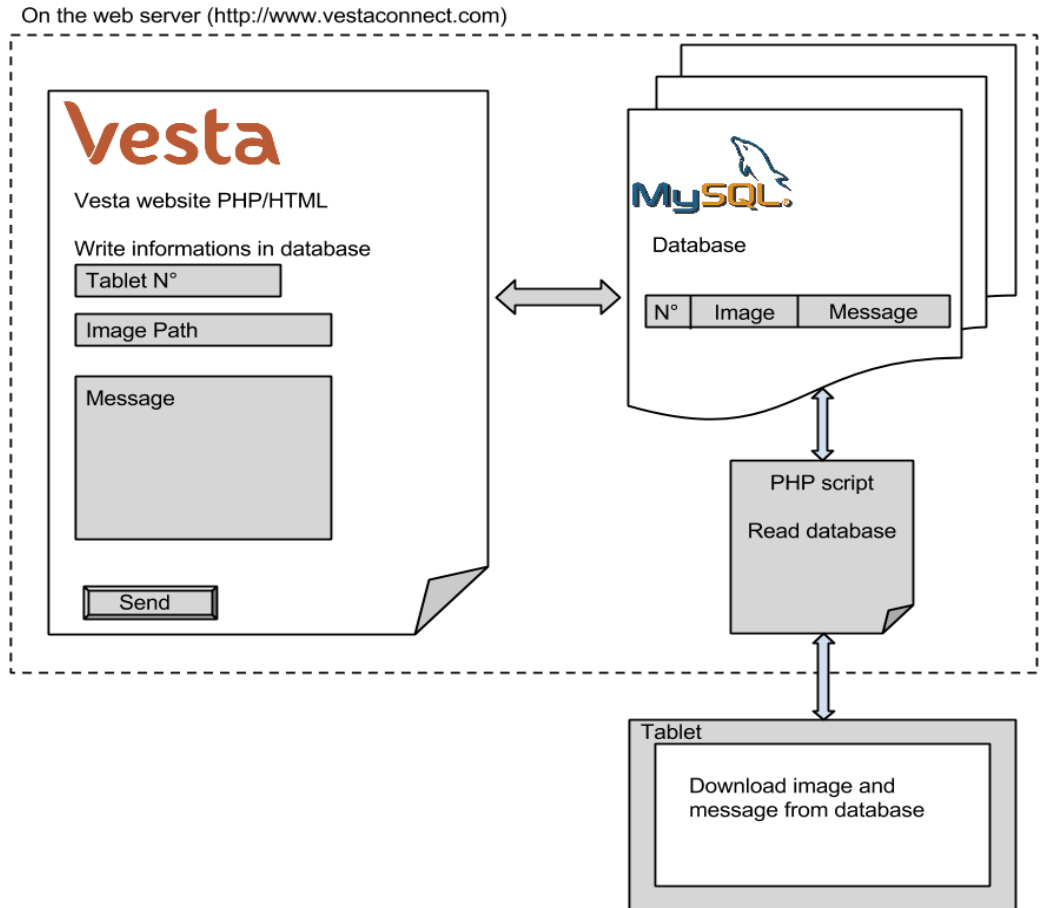 On the web server (http://www.vestaconnect.com)
Vesta
Vesta website PHP/HTML
Write informations in database
Tablet N°
Image Path
Message
Send
MySQL.
Database
N° Image Message
PHP script
Read database
Tablet
Download image and
message from database